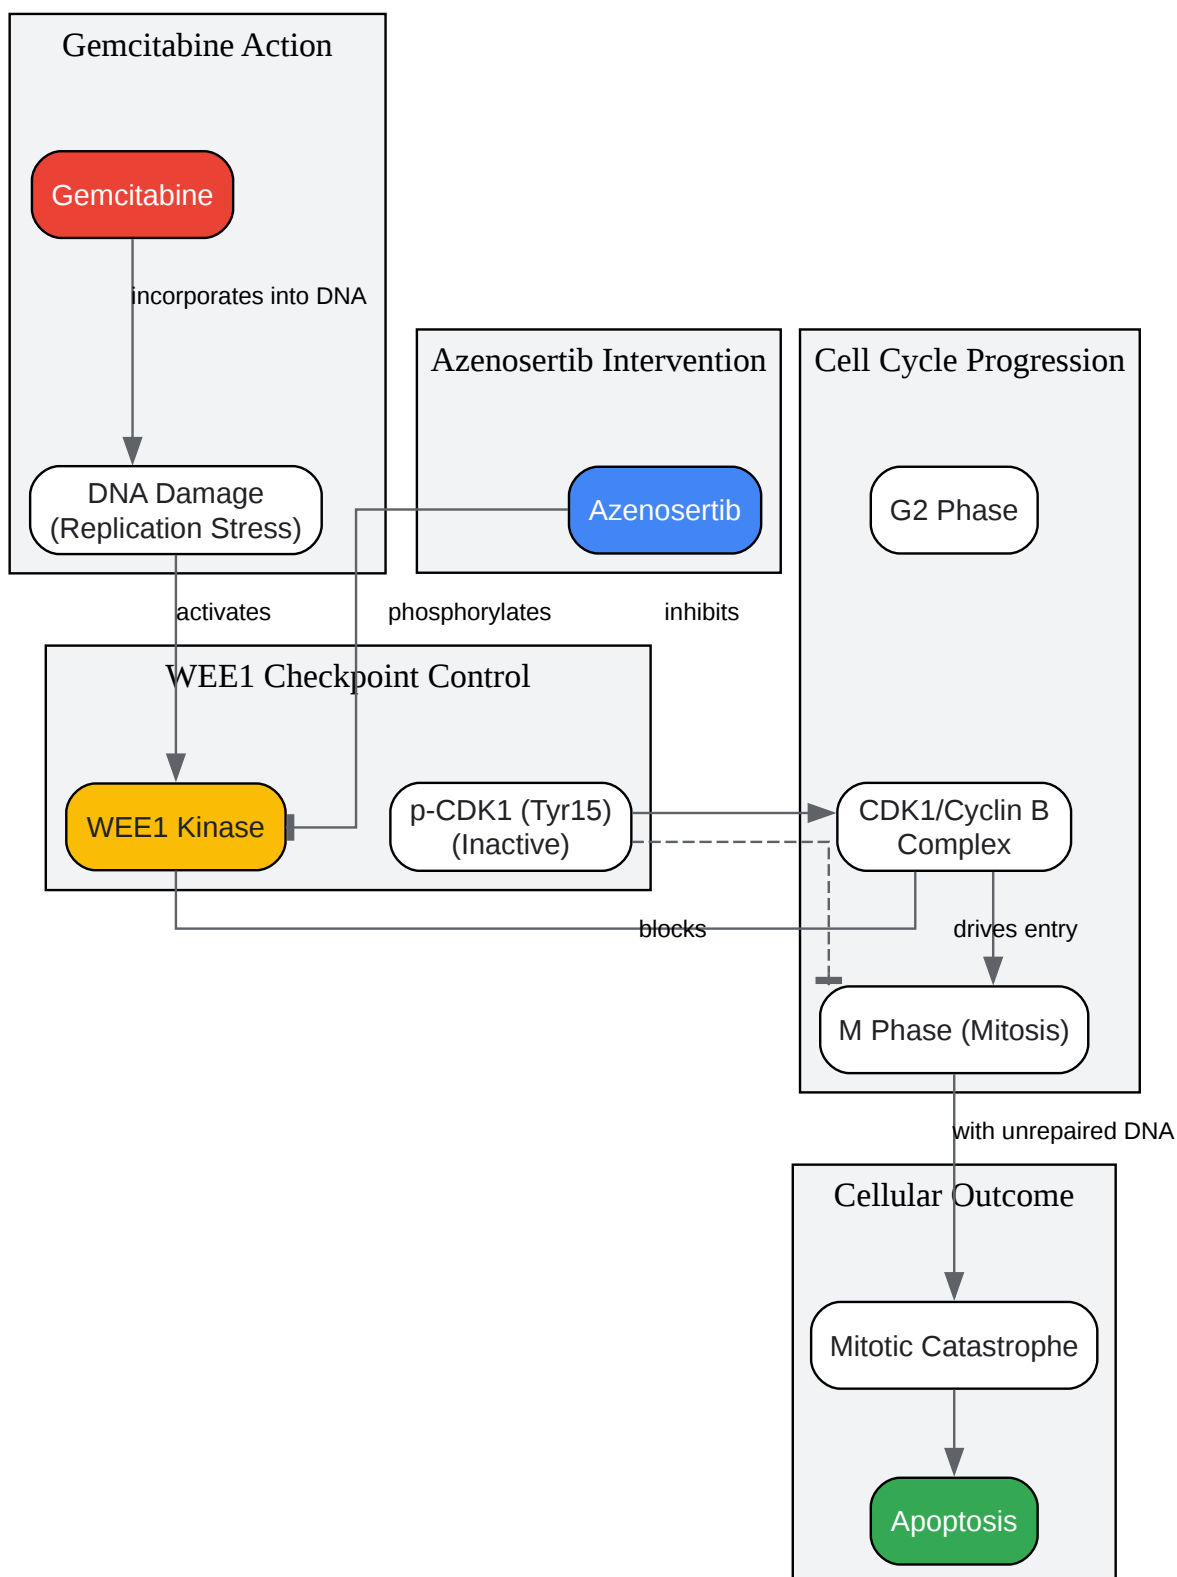 Gemcitabine Action
Gemcitabine
incorporates into DNA
Azenosertib Intervention
Cell Cycle Progression
DNA Damage
(Replication Stress)
Azenosertib
G2 Phase
activates
phosphorylates
inhibits
WEE1 Checkpoint Control
WEE1 Kinase
p-CDK1 (Tyr15)
(Inactive)
CDK1/Cyclin B
Complex
blocks
drives entry
M Phase (Mitosis)
with unrepaired DNA
Cellular Outcome
Mitotic Catastrophe
Apoptosis